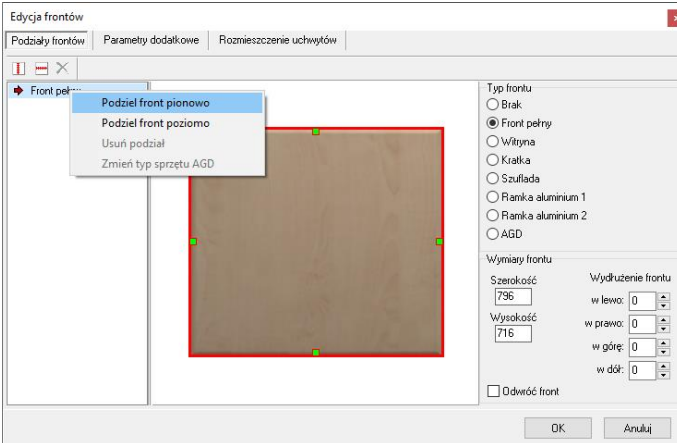 Edycja frontów
Podziały frontów
Parametry dodatkowe
Rozmieszczenie uchwytów
Front
Podziel front pionowo
Podziel front poziomo
Usuń podział
Zmień typ sprzętu AGD
Typ frontu
Brak
Front pełny
Witryna
Kratka
Szuflada
Ramka aluminium 1
Ramka aluminium 2
AGD
Wymiary frontu
Szerokość
796
Wysokość
716
Wydłużenie frontu
w lewo: 0
w prawo: 0
w górę: 0
w dół: 0
Odwróć front
OK
Anuluj